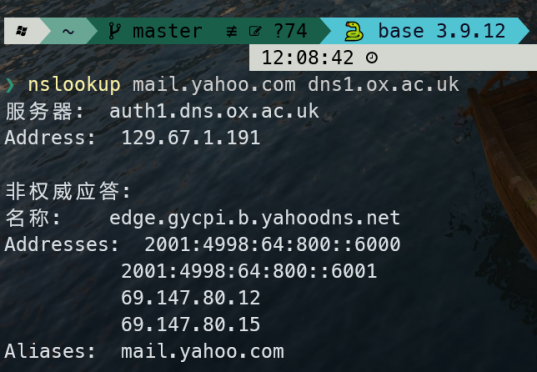 ~ master ≢ ?74 base 3.9.12
12:08:42
❯ nslookup mail.yahoo.com dns1.ox.ac.uk
服务器:  auth1.dns.ox.ac.uk
Address:  129.67.1.191
非权威应答:
名称:    edge.gycpi.b.yahoodns.net
Addresses:  2001:4998:64:800::6000
2001:4998:64:800::6001
69.147.80.12
69.147.80.15
Aliases:  mail.yahoo.com